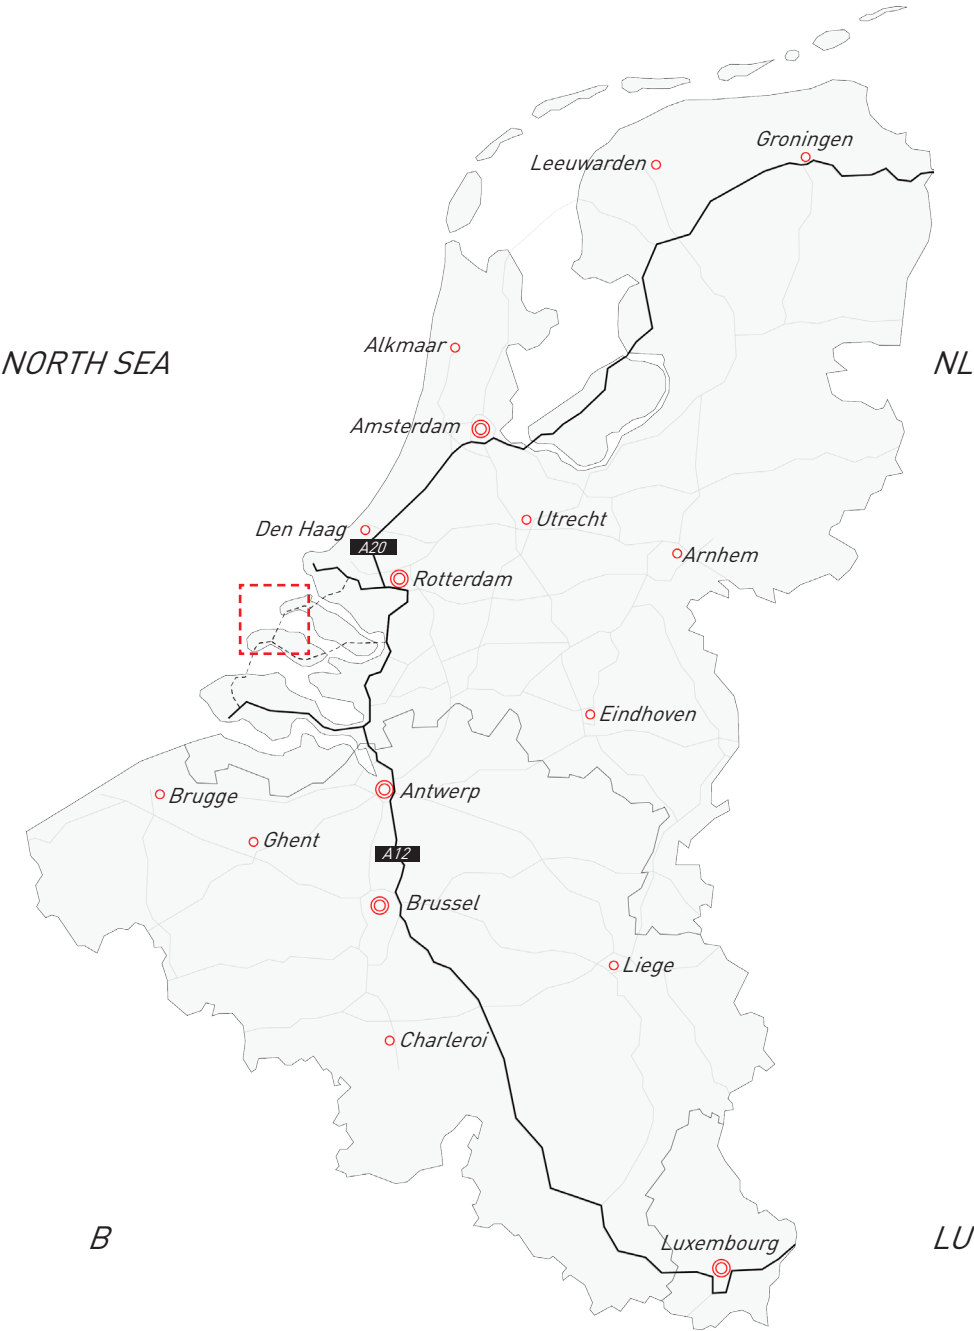 Groningen
Leeuwarden
Alkmaar
NORTH SEA
NL
Amsterdam
Utrecht
Den Haag
A20
Arnhem
Rotterdam
Eindhoven
Antwerp
Brugge
Ghent
A12
Brussel
Liege
Charleroi
B
LU
Luxembourg